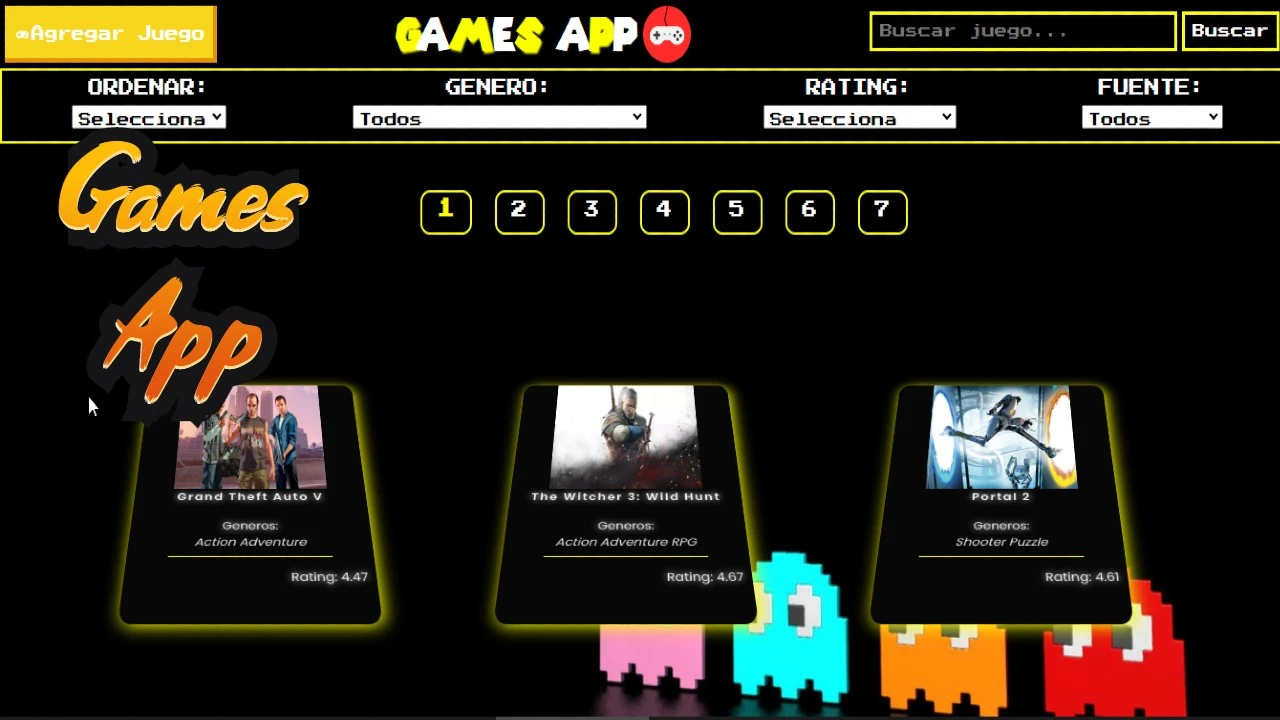 Agregar Juego
GAMES APP
Buscar juego...
Buscar
ORDENAR:
GENERO:
RATING:
FUENTE:
Selecciona
Todos
Selecciona
Todos
Games
App
1 2 3 4 5 6 7
Grand Theft Auto V
Generos:
Action Adventure
Rating: 4.47
The Witcher 3: Wild Hunt
Generos:
Action Adventure RPG
Rating: 4.67
Portal 2
Generos:
Shooter Puzzle
Rating: 4.61